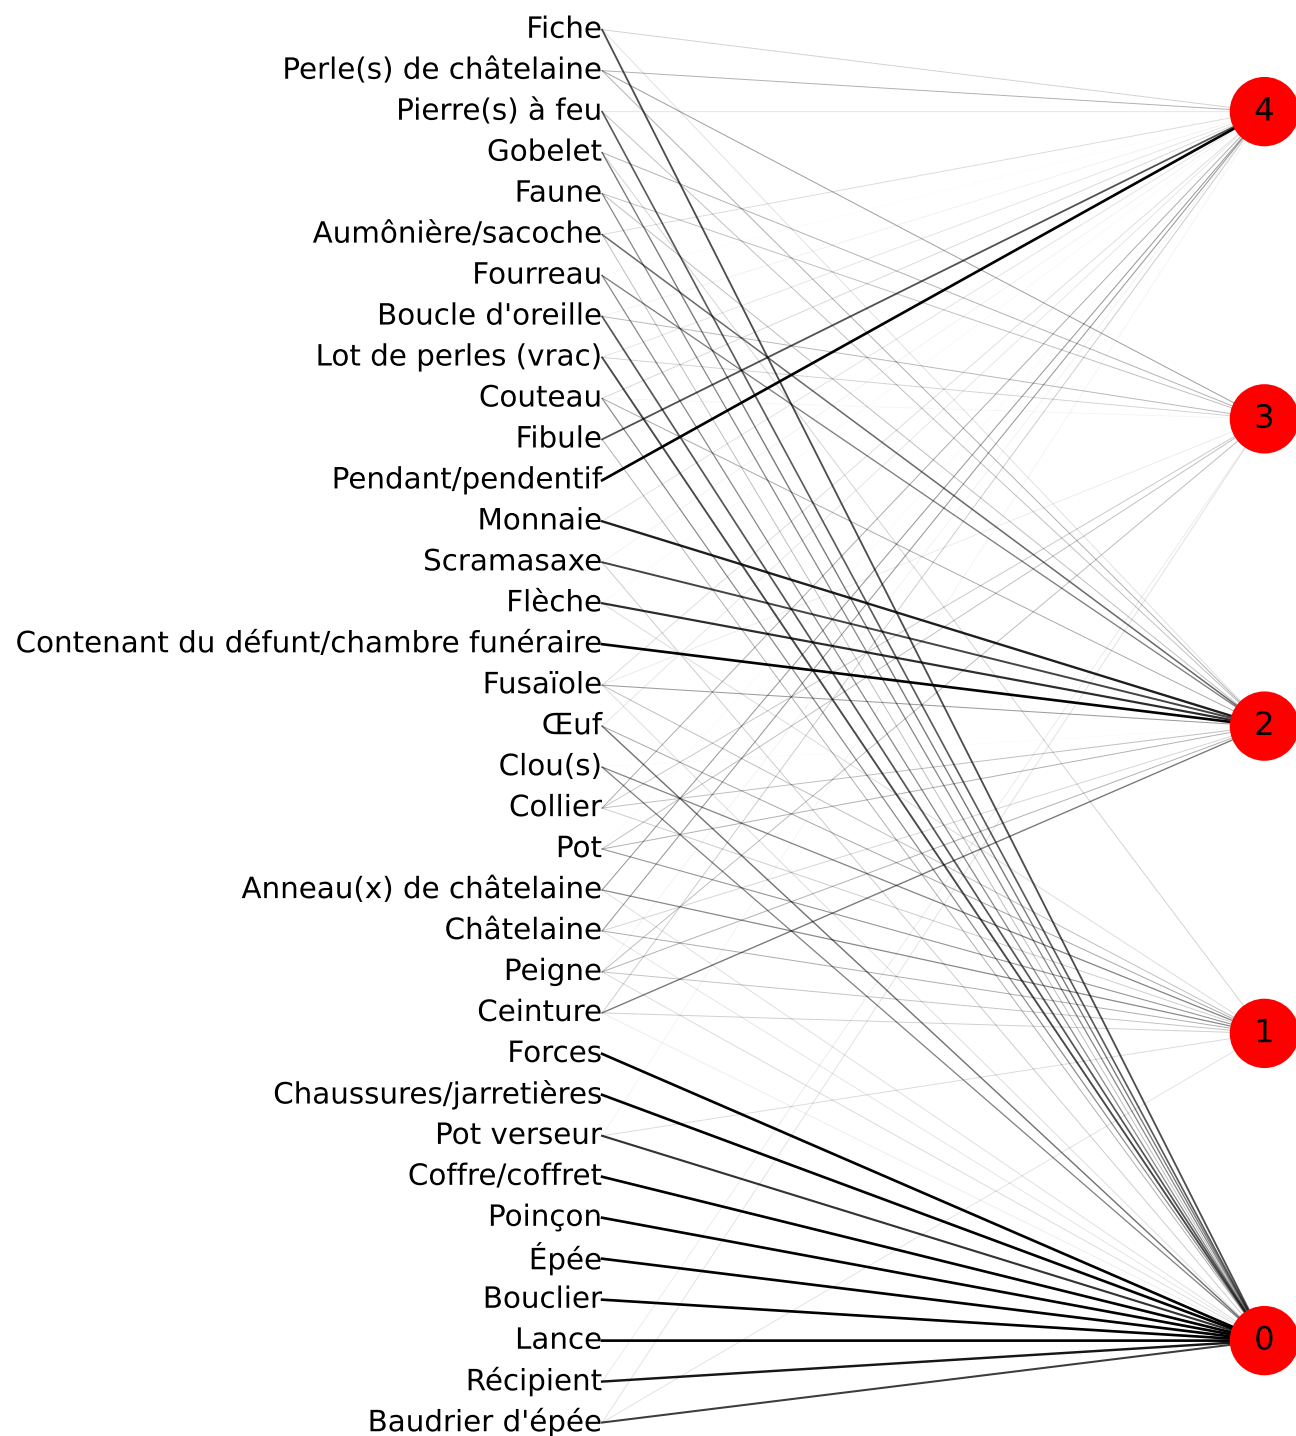 Fiche
Perle(s) de châtelaine
Pierre(s) à feu
Gobelet
Faune
Aumônière/sacoche
Fourreau
Boucle d'oreille
Lot de perles (vrac)
Couteau
Fibule
Pendant/pendentif
Monnaie
Scramasaxe
Flèche
Contenant du défunt/chambre funéraire
Fusaïole
Œuf
Clou(s)
Collier
Pot
Anneau(x) de châtelaine
Châtelaine
Peigne
Ceinture
Forces
Chaussures/jarretières
Pot verseur
Coffre/coffret
Poinçon
Épée
Bouclier
Lance
Récipient
Baudrier d'épée
4
3
2
1
0